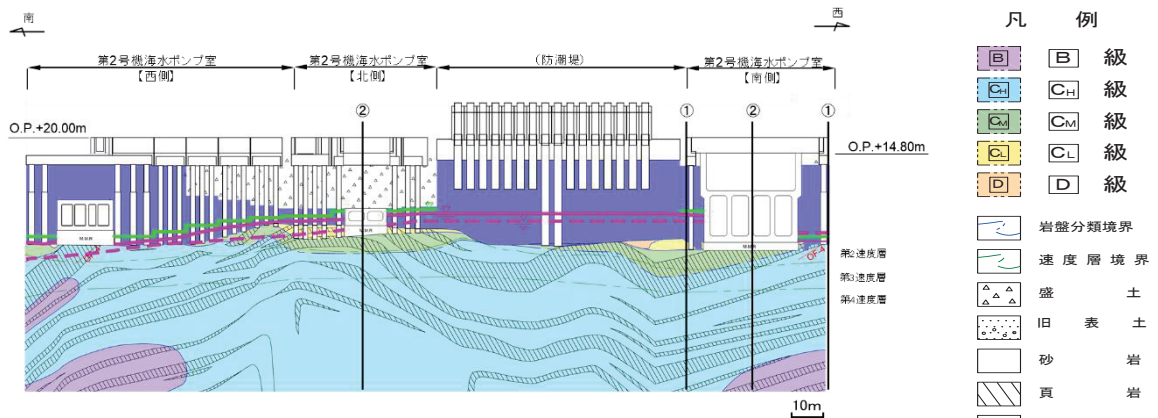 南
西
第2号機海水ポンプ室
【西側】
第2号機海水ポンプ室
【北側】
(防潮堤)
第2号機海水ポンプ室
【南側】
② ① ② ①
O.P.+20.00m
O.P.+14.80m
第2速度層
第3速度層
第4速度層
OF-4
10m
凡 例
B B 級
CH CH 級
CM CM 級
CL CL 級
D D 級
岩盤分類境界
速度層境界
盛土
旧表土
砂岩
頁岩